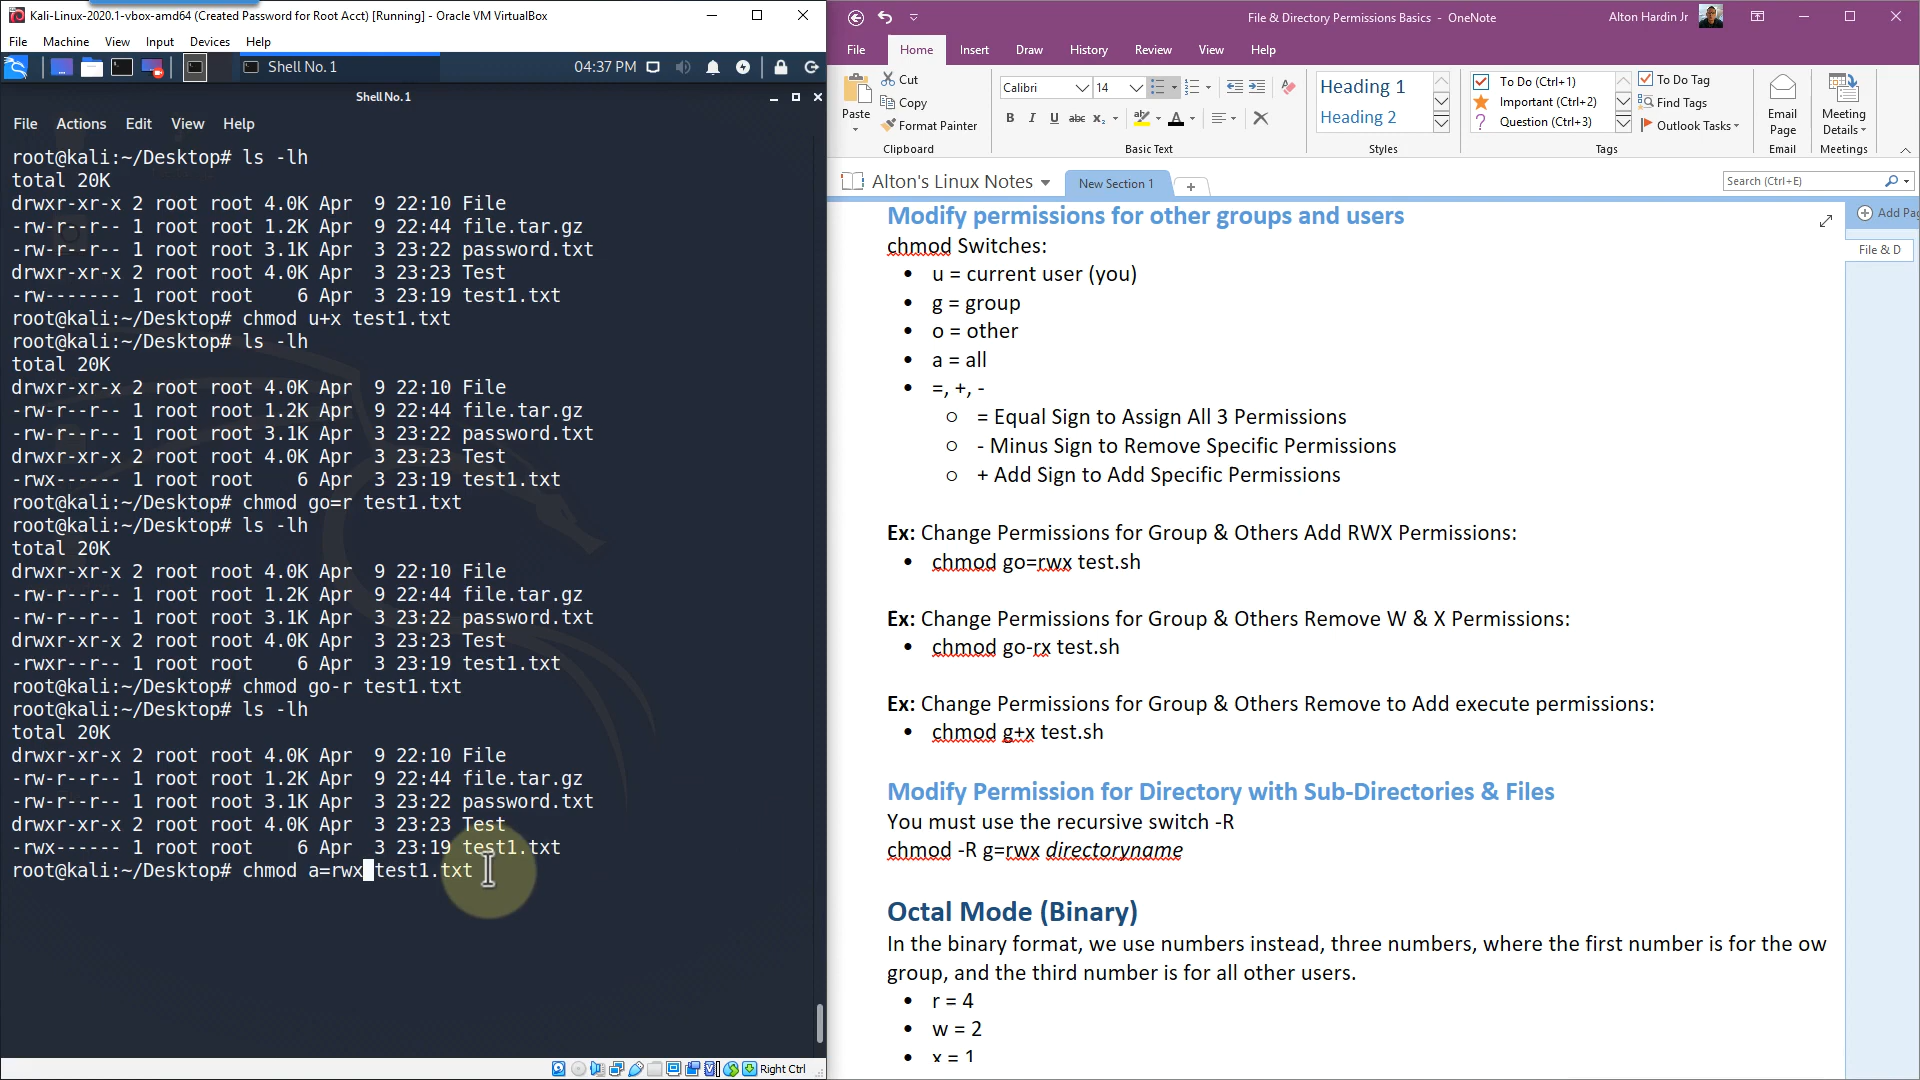 Kali-Linux-2020.1-vbox-amd64 (Created Password for Root Acct) [Running] - Oracle VM VirtualBox
File Machine View Input Devices Help
Shell No. 1
04:37 PM
Shell No. 1
File Actions Edit View Help
root@kali:~/Desktop# ls -lh
total 20K
drwxr-xr-x 2 root root 4.0K Apr  9 22:10 File
-rw-r--r-- 1 root root 1.2K Apr  9 22:44 file.tar.gz
-rw-r--r-- 1 root root 3.1K Apr  3 23:22 password.txt
drwxr-xr-x 2 root root 4.0K Apr  3 23:23 Test
-rw------- 1 root root    6 Apr  3 23:19 test1.txt
root@kali:~/Desktop# chmod u+x test1.txt
root@kali:~/Desktop# ls -lh
total 20K
drwxr-xr-x 2 root root 4.0K Apr  9 22:10 File
-rw-r--r-- 1 root root 1.2K Apr  9 22:44 file.tar.gz
-rw-r--r-- 1 root root 3.1K Apr  3 23:22 password.txt
drwxr-xr-x 2 root root 4.0K Apr  3 23:23 Test
-rwx------ 1 root root    6 Apr  3 23:19 test1.txt
root@kali:~/Desktop# chmod go=r test1.txt
root@kali:~/Desktop# ls -lh
total 20K
drwxr-xr-x 2 root root 4.0K Apr  9 22:10 File
-rw-r--r-- 1 root root 1.2K Apr  9 22:44 file.tar.gz
-rw-r--r-- 1 root root 3.1K Apr  3 23:22 password.txt
drwxr-xr-x 2 root root 4.0K Apr  3 23:23 Test
-rwxr--r-- 1 root root    6 Apr  3 23:19 test1.txt
root@kali:~/Desktop# chmod go-r test1.txt
root@kali:~/Desktop# ls -lh
total 20K
drwxr-xr-x 2 root root 4.0K Apr  9 22:10 File
-rw-r--r-- 1 root root 1.2K Apr  9 22:44 file.tar.gz
-rw-r--r-- 1 root root 3.1K Apr  3 23:22 password.txt
drwxr-xr-x 2 root root 4.0K Apr  3 23:23 Test
-rwx------ 1 root root    6 Apr  3 23:19 test1.txt
root@kali:~/Desktop# chmod a=rwx test1.txt
Right Ctrl
File & Directory Permissions Basics - OneNote
Alton Hardin Jr
File Home Insert Draw History Review View Help
Paste
Cut
Copy
Format Painter
Clipboard
Calibri 14
B I U abc x₂ A
Basic Text
Heading 1
Heading 2
Styles
To Do (Ctrl+1)
Important (Ctrl+2)
Question (Ctrl+3)
To Do Tag
Find Tags
Outlook Tasks
Tags
Email
Page
Email
Meeting
Details
Meetings
Alton's Linux Notes
New Section 1
Search (Ctrl+E)
Add Pag
File & D
Modify permissions for other groups and users
chmod Switches:
• u = current user (you)
• g = group
• o = other
• a = all
• =, +, -
○ = Equal Sign to Assign All 3 Permissions
○ - Minus Sign to Remove Specific Permissions
○ + Add Sign to Add Specific Permissions
Ex: Change Permissions for Group & Others Add RWX Permissions:
• chmod go=rwx test.sh
Ex: Change Permissions for Group & Others Remove W & X Permissions:
• chmod go-rx test.sh
Ex: Change Permissions for Group & Others Remove to Add execute permissions:
• chmod g+x test.sh
Modify Permission for Directory with Sub-Directories & Files
You must use the recursive switch -R
chmod -R g=rwx directoryname
Octal Mode (Binary)
In the binary format, we use numbers instead, three numbers, where the first number is for the ow
group, and the third number is for all other users.
• r = 4
• w = 2
• x = 1